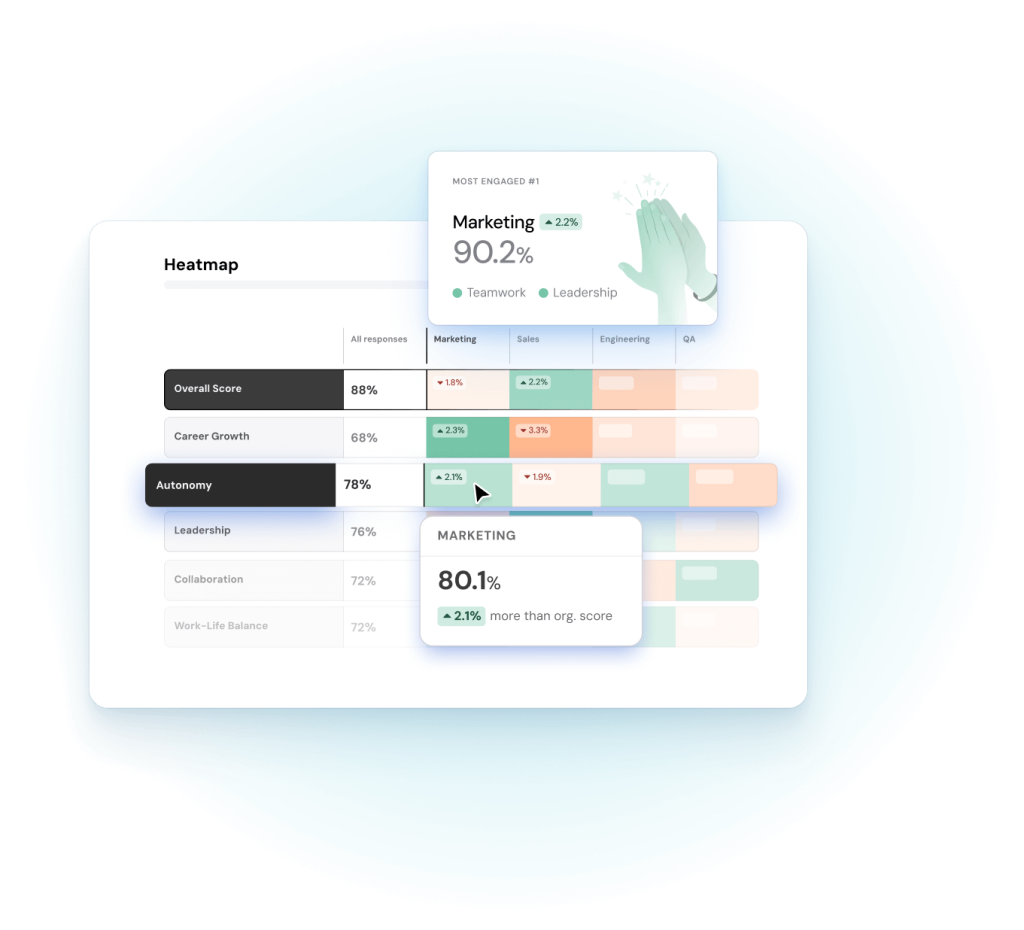 MOST ENGAGED #1
Marketing ▲ 2.2%
90.2%
Teamwork Leadership
Heatmap
All responses Marketing Sales Engineering QA
Overall Score 88% ▼ 1.8% ▲ 2.2%
Career Growth 68% ▲ 2.3% ▼ 3.3%
Autonomy 78% ▲ 2.1% ▼ 1.9%
Leadership 76%
Collaboration 72%
Work-Life Balance 72%
MARKETING
80.1%
▲ 2.1% more than org. score